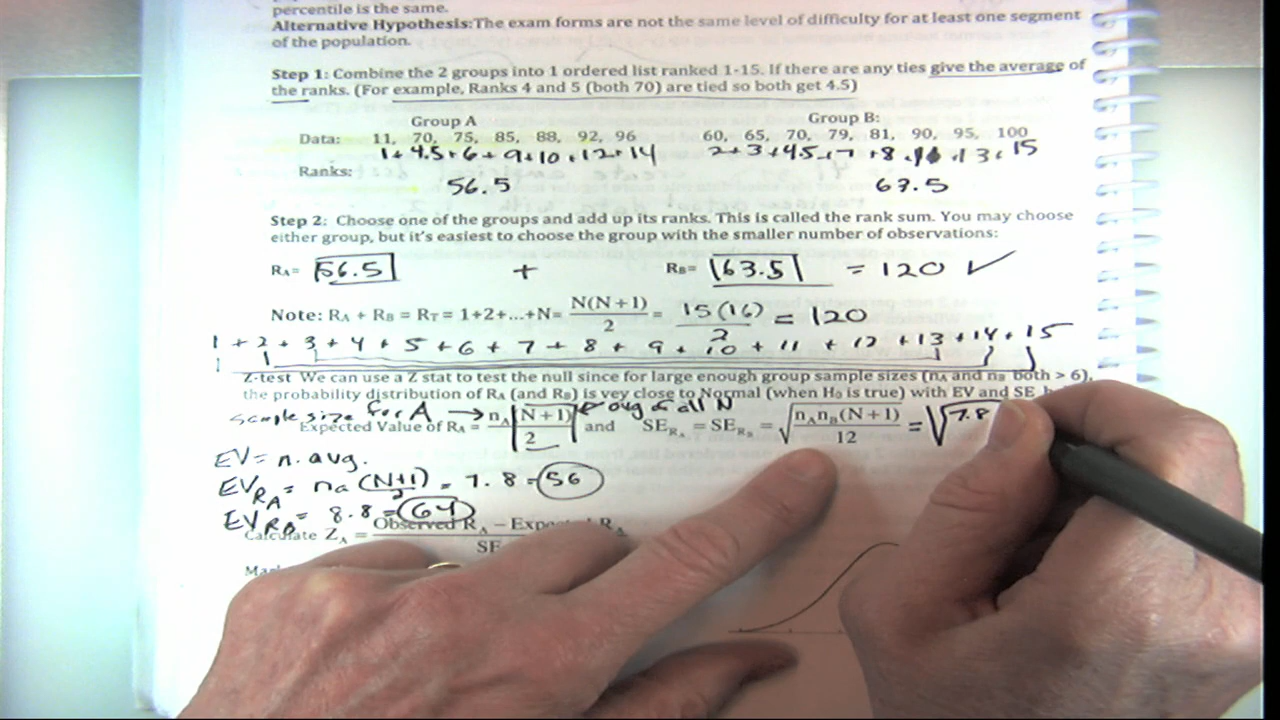 percentile is the same.
Alternative Hypothesis:The exam forms are not the same level of difficulty for at least one segment
of the population.
Step 1: Combine the 2 groups into 1 ordered list ranked 1-15. If there are any ties give the average of
the ranks. (For example, Ranks 4 and 5 (both 70) are tied so both get 4.5)
Group A Group B:
Data: 11, 70, 75, 85, 88, 92, 96 60, 65, 70, 79, 81, 90, 95, 100
1+4.5+6+9+10+12+14 2+3+4.5+7+8+ +13+15
Ranks:
56.5 63.5
Step 2: Choose one of the groups and add up its ranks. This is called the rank sum. You may choose
either group, but it's easiest to choose the group with the smaller number of observations:
RA= 56.5 + RB= 63.5 = 120 ✓
Note: RA + RB = RT = 1+2+...+N= N(N+1)/2 = 15(16)/2 = 120
1 + 2 + 3 + 4 + 5 + 6 + 7 + 8 + 9 + 10 + 11 + 12 + 13 + 14 + 15
Z-test We can use a Z stat to test the null since for large enough group sample sizes (nA and nB both > 6),
the probability distribution of RA (and RB) is vey close to Normal (when H0 is true) with EV and SE
sample size for A → avg of all N
Expected Value of RA = nA (N+1)/2 and SERA = SERB = √(nAnB(N+1)/12) = √7.8
EV = n. avg.
EVRA = na (N+1)/2 = 7.8 = 56
EVRB = 8.8 = 64
Calculate ZA = Observed RA – Expected RA
SE